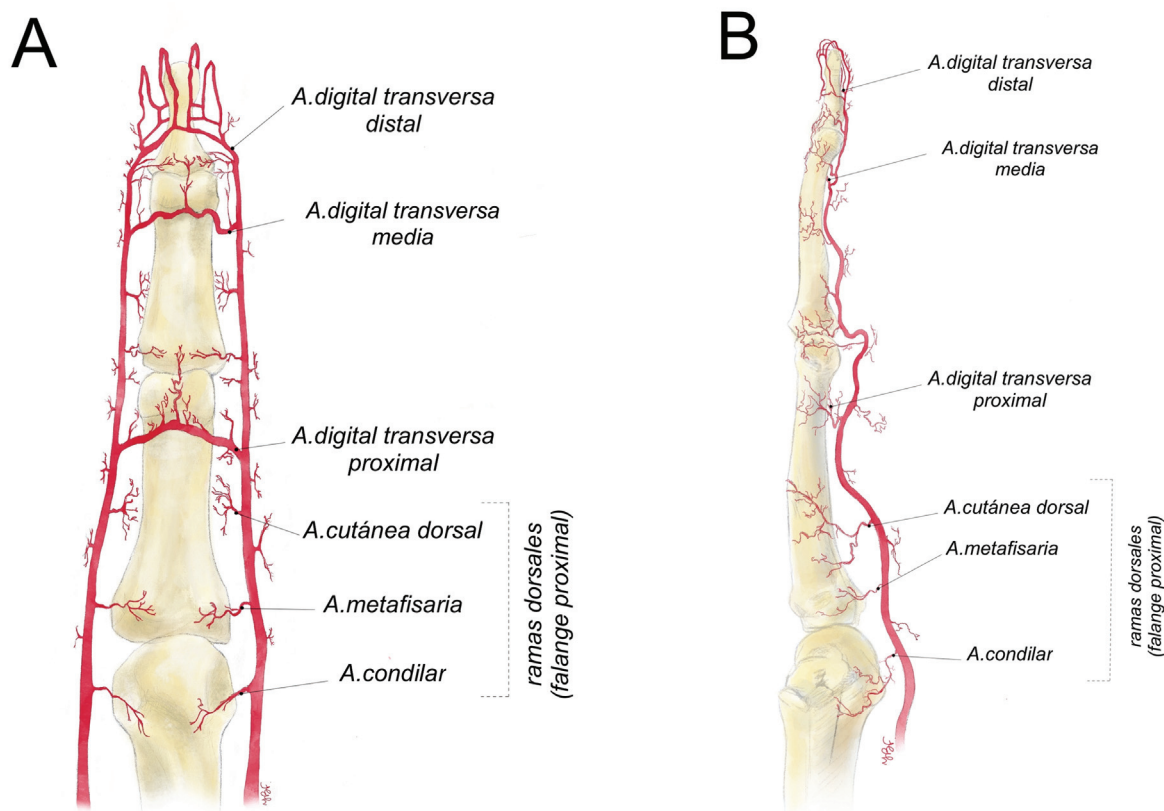 A
A.digital transversa
distal
A.digital transversa
media
A.digital transversa
proximal
A.cutánea dorsal
A.metafisaria
A.condilar
ramas dorsales
(falange proximal)
B
A.digital transversa
distal
A.digital transversa
media
A.digital transversa
proximal
A.cutánea dorsal
A.metafisaria
A.condilar
ramas dorsales
(falange proximal)